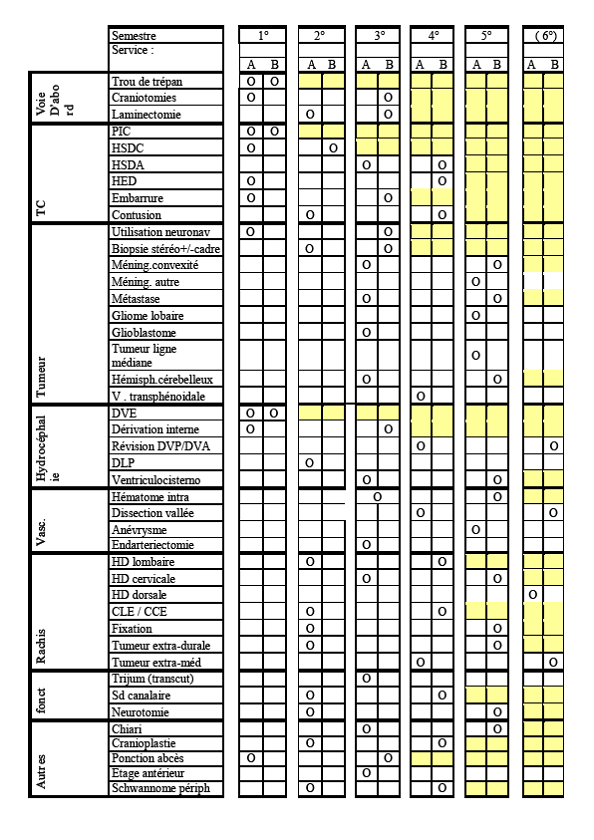 Semestre 1° 2° 3° 4° 5° ( 6°)
Service :
A B A B A B A B A B A B
Voie D'abo rd
Trou de trépan O O
Craniotomies O O
Laminectomie O O
TC
PIC O O
HSDC O O
HSDA O O
HED O O
Embarrure O O
Contusion O O
Tumeur
Utilisation neuronav O O
Biopsie stéréo+/-cadre O O
Méning.convexité O O
Méning. autre O
Métastase O O
Gliome lobaire O
Glioblastome O
Tumeur ligne
médiane O
Hémisph.cérebelleux O O
V . transphénoidale O
Hydrocéphal ie
DVE O O
Dérivation interne O O
Révision DVP/DVA O O
DLP O
Ventriculocisterno O O
Vasc.
Hématome intra O O
Dissection vallée O O
Anévrysme O
Endarteriectomie O
Rachis
HD lombaire O O
HD cervicale O O
HD dorsale O
CLE / CCE O O
Fixation O O
Tumeur extra-durale O O
Tumeur extra-méd O O
fonct
Trijum (transcut) O
Sd canalaire O O
Neurotomie O O
Autres
Chiari O O
Cranioplastie O O
Ponction abcès O O
Etage antérieur O
Schwannome périph O O